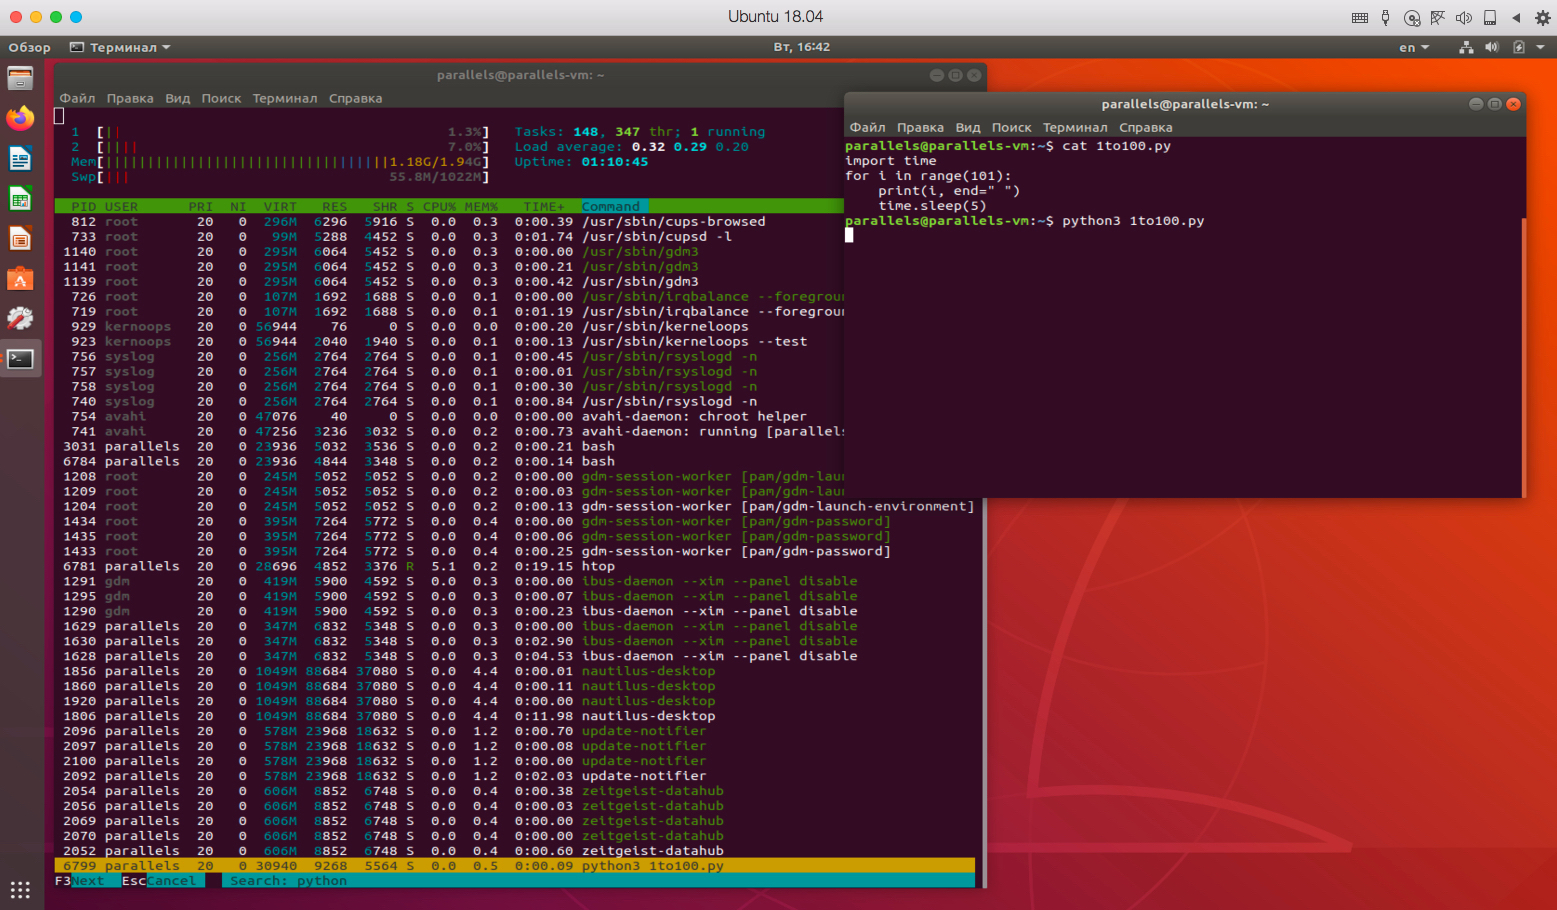 Ubuntu 18.04
Обзор Терминал Вт, 16:42 en
parallels@parallels-vm: ~
Файл Правка Вид Поиск Терминал Справка
1 [|| 1.3%] Tasks: 148, 347 thr; 1 running
2 [|||| 7.0%] Load average: 0.32 0.29 0.20
Mem[||||||||||||||||||||||||||||||||||1.18G/1.94G] Uptime: 01:10:45
Swp[||| 55.8M/1022M]
PID USER PRI NI VIRT RES SHR S CPU% MEM% TIME+ Command
812 root 20 0 296M 6296 5916 S 0.0 0.3 0:00.39 /usr/sbin/cups-browsed
733 root 20 0 99M 5288 4452 S 0.0 0.3 0:01.74 /usr/sbin/cupsd -l
1140 root 20 0 295M 6064 5452 S 0.0 0.3 0:00.00 /usr/sbin/gdm3
1141 root 20 0 295M 6064 5452 S 0.0 0.3 0:00.21 /usr/sbin/gdm3
1139 root 20 0 295M 6064 5452 S 0.0 0.3 0:00.42 /usr/sbin/gdm3
726 root 20 0 107M 1692 1688 S 0.0 0.1 0:00.00 /usr/sbin/irqbalance --foregroun
719 root 20 0 107M 1692 1688 S 0.0 0.1 0:01.19 /usr/sbin/irqbalance --foregroun
929 kernoops 20 0 56944 76 0 S 0.0 0.0 0:00.20 /usr/sbin/kerneloops
923 kernoops 20 0 56944 2040 1940 S 0.0 0.1 0:00.13 /usr/sbin/kerneloops --test
756 syslog 20 0 256M 2764 2764 S 0.0 0.1 0:00.45 /usr/sbin/rsyslogd -n
757 syslog 20 0 256M 2764 2764 S 0.0 0.1 0:00.01 /usr/sbin/rsyslogd -n
758 syslog 20 0 256M 2764 2764 S 0.0 0.1 0:00.30 /usr/sbin/rsyslogd -n
740 syslog 20 0 256M 2764 2764 S 0.0 0.1 0:00.84 /usr/sbin/rsyslogd -n
754 avahi 20 0 47076 40 0 S 0.0 0.0 0:00.00 avahi-daemon: chroot helper
741 avahi 20 0 47256 3236 3032 S 0.0 0.2 0:00.73 avahi-daemon: running [parallels
3031 parallels 20 0 23936 5032 3536 S 0.0 0.2 0:00.21 bash
6784 parallels 20 0 23936 4844 3348 S 0.0 0.2 0:00.14 bash
1208 root 20 0 245M 5052 5052 S 0.0 0.2 0:00.00 gdm-session-worker [pam/gdm-laun
1209 root 20 0 245M 5052 5052 S 0.0 0.2 0:00.03 gdm-session-worker [pam/gdm-laun
1204 root 20 0 245M 5052 5052 S 0.0 0.2 0:00.13 gdm-session-worker [pam/gdm-launch-environment]
1434 root 20 0 395M 7264 5772 S 0.0 0.4 0:00.00 gdm-session-worker [pam/gdm-password]
1435 root 20 0 395M 7264 5772 S 0.0 0.4 0:00.06 gdm-session-worker [pam/gdm-password]
1433 root 20 0 395M 7264 5772 S 0.0 0.4 0:00.25 gdm-session-worker [pam/gdm-password]
6781 parallels 20 0 28696 4852 3376 R 5.1 0.2 0:19.15 htop
1291 gdm 20 0 419M 5900 4592 S 0.0 0.3 0:00.00 ibus-daemon --xim --panel disable
1295 gdm 20 0 419M 5900 4592 S 0.0 0.3 0:00.07 ibus-daemon --xim --panel disable
1290 gdm 20 0 419M 5900 4592 S 0.0 0.3 0:00.23 ibus-daemon --xim --panel disable
1629 parallels 20 0 347M 6832 5348 S 0.0 0.3 0:00.00 ibus-daemon --xim --panel disable
1630 parallels 20 0 347M 6832 5348 S 0.0 0.3 0:02.90 ibus-daemon --xim --panel disable
1628 parallels 20 0 347M 6832 5348 S 0.0 0.3 0:04.53 ibus-daemon --xim --panel disable
1856 parallels 20 0 1049M 88684 37080 S 0.0 4.4 0:00.01 nautilus-desktop
1860 parallels 20 0 1049M 88684 37080 S 0.0 4.4 0:00.11 nautilus-desktop
1920 parallels 20 0 1049M 88684 37080 S 0.0 4.4 0:00.00 nautilus-desktop
1806 parallels 20 0 1049M 88684 37080 S 0.0 4.4 0:11.98 nautilus-desktop
2096 parallels 20 0 578M 23968 18632 S 0.0 1.2 0:00.70 update-notifier
2097 parallels 20 0 578M 23968 18632 S 0.0 1.2 0:00.08 update-notifier
2100 parallels 20 0 578M 23968 18632 S 0.0 1.2 0:00.00 update-notifier
2092 parallels 20 0 578M 23968 18632 S 0.0 1.2 0:02.03 update-notifier
2054 parallels 20 0 606M 8852 6748 S 0.0 0.4 0:00.38 zeitgeist-datahub
2056 parallels 20 0 606M 8852 6748 S 0.0 0.4 0:00.03 zeitgeist-datahub
2069 parallels 20 0 606M 8852 6748 S 0.0 0.4 0:00.00 zeitgeist-datahub
2070 parallels 20 0 606M 8852 6748 S 0.0 0.4 0:00.00 zeitgeist-datahub
2052 parallels 20 0 606M 8852 6748 S 0.0 0.4 0:00.60 zeitgeist-datahub
6799 parallels 20 0 30940 9268 5564 S 0.0 0.5 0:00.09 python3 1to100.py
F3Next EscCancel Search: python
parallels@parallels-vm: ~
Файл Правка Вид Поиск Терминал Справка
parallels@parallels-vm:~$ cat 1to100.py
import time
for i in range(101):
    print(i, end=" ")
    time.sleep(5)
parallels@parallels-vm:~$ python3 1to100.py